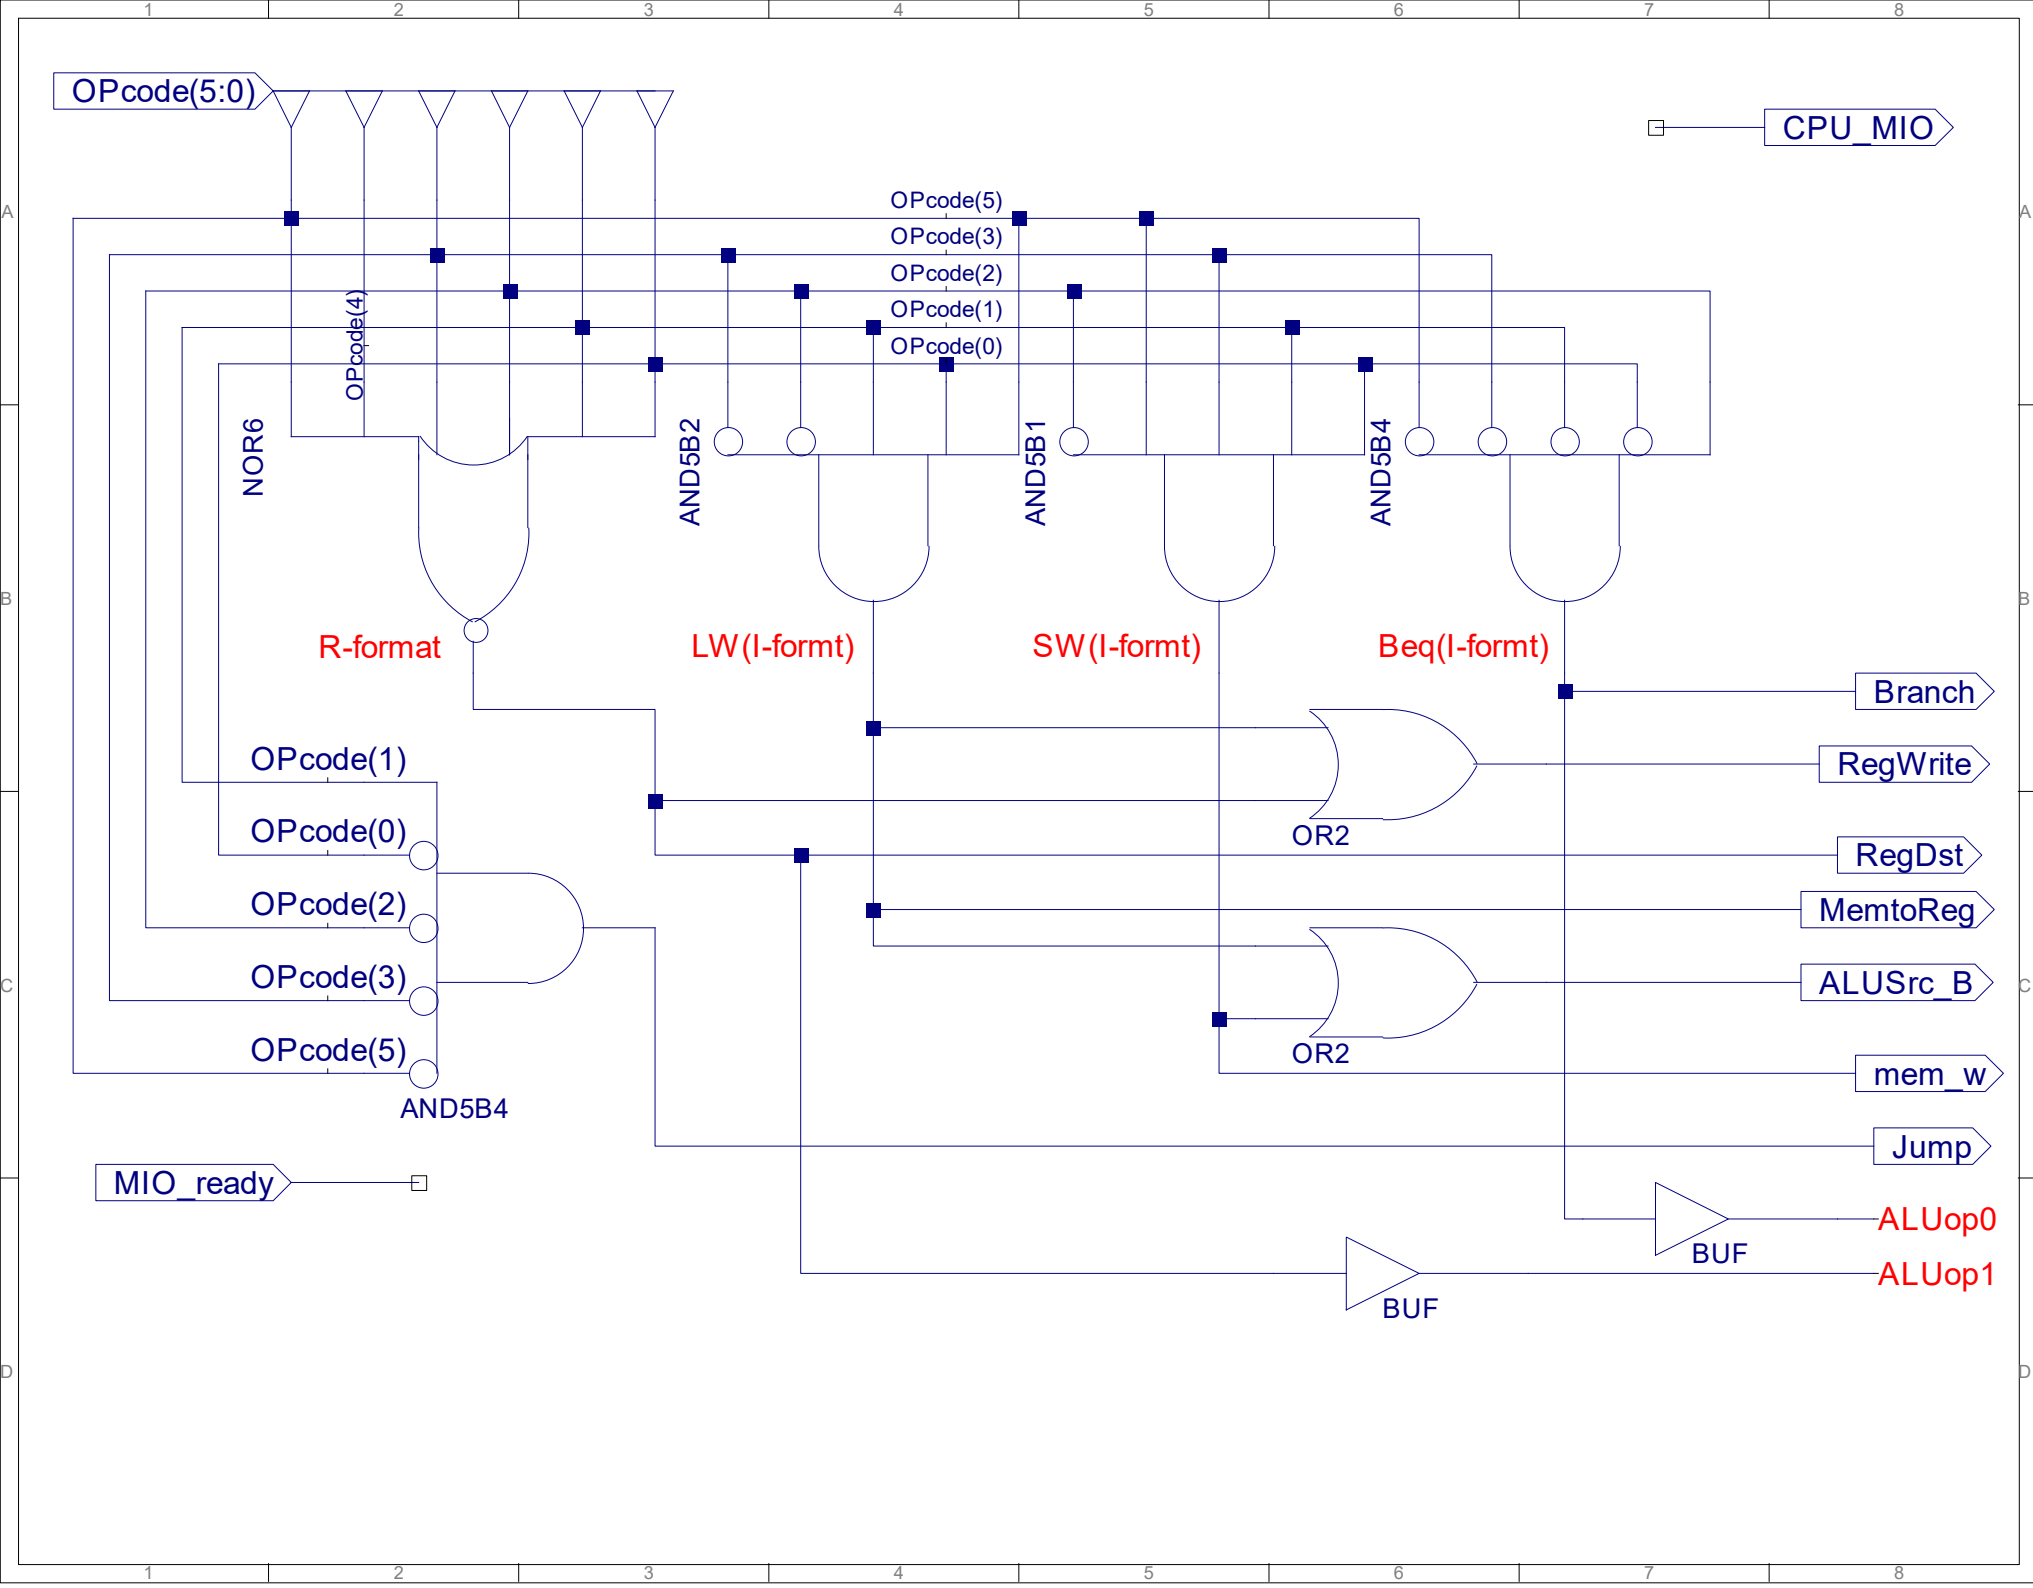 1 2 3 4 5 6 7 8
OPcode(5:0)
CPU_MIO
A A
OPcode(5)
OPcode(3)
OPcode(2)
OPcode(1)
OPcode(0)
OPcode(4)
NOR6
AND5B2
AND5B1
AND5B4
B B
R-format
LW(I-formt)
SW(I-formt)
Beq(I-formt)
Branch
OPcode(1)
RegWrite
OPcode(0)
OR2
RegDst
OPcode(2)
MemtoReg
OPcode(3)
ALUSrc_B
C C
OPcode(5)
OR2
mem_w
AND5B4
Jump
MIO_ready
ALUop0
BUF
ALUop1
BUF
D D
1 2 3 4 5 6 7 8